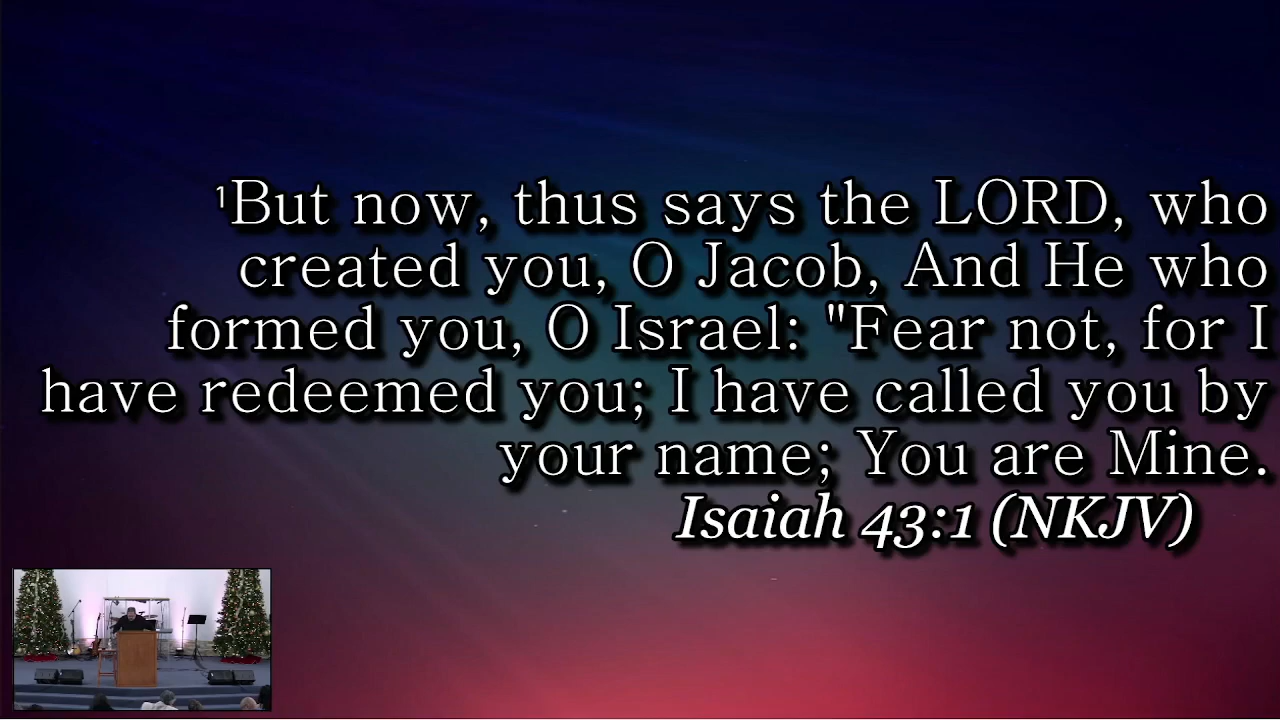 ¹But now, thus says the LORD, who
created you, O Jacob, And He who
formed you, O Israel: "Fear not, for I
have redeemed you; I have called you by
your name; You are Mine.
Isaiah 43:1 (NKJV)